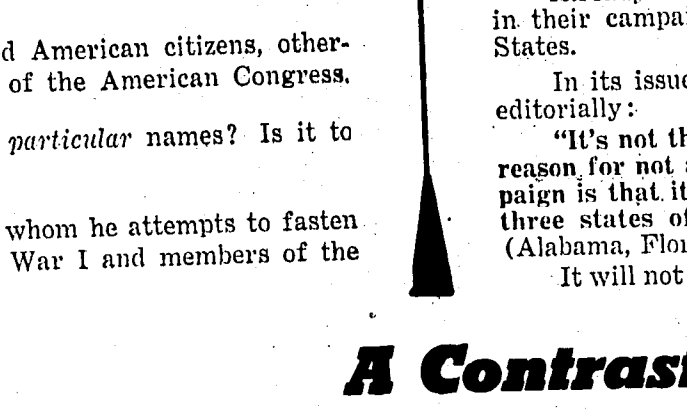 d American citizens, other-
of the American Congress.
particular names? Is it to
whom he attempts to fasten
War I and members of the
in their campai
States.
In its issue
editorially:
"It's not th
reason for not
paign is that it
three states of
(Alabama, Flor
It will not
A Contrast